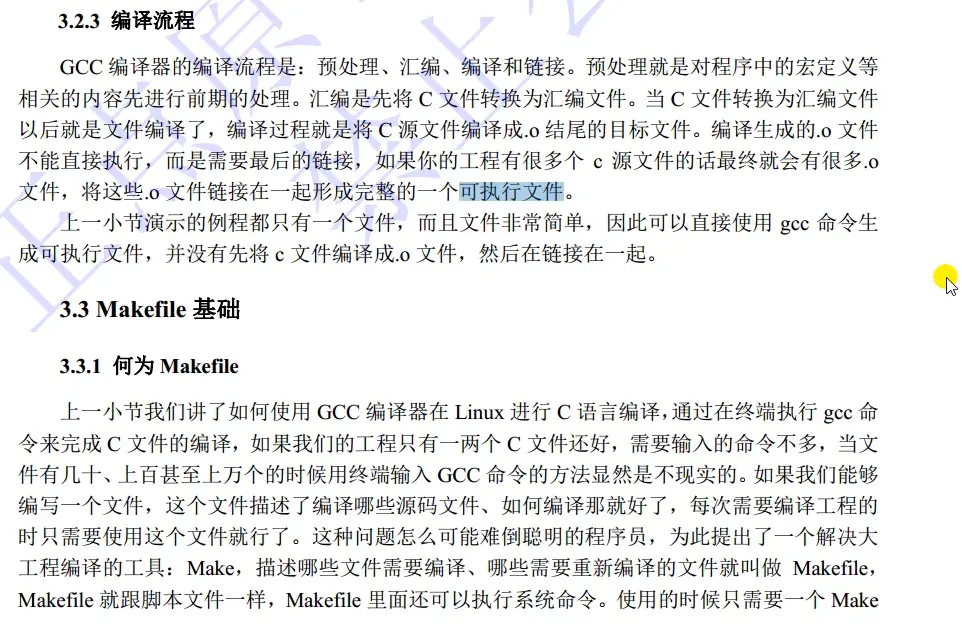 3.2.3 编译流程
GCC 编译器的编译流程是：预处理、汇编、编译和链接。预处理就是对程序中的宏定义等
相关的内容先进行前期的处理。汇编是先将 C 文件转换为汇编文件。当 C 文件转换为汇编文件
以后就是文件编译了，编译过程就是将 C 源文件编译成.o 结尾的目标文件。编译生成的.o 文件
不能直接执行，而是需要最后的链接，如果你的工程有很多个 c 源文件的话最终就会有很多.o
文件，将这些.o 文件链接在一起形成完整的一个可执行文件。
上一小节演示的例程都只有一个文件，而且文件非常简单，因此可以直接使用 gcc 命令生
成可执行文件，并没有先将 c 文件编译成.o 文件，然后在链接在一起。
3.3 Makefile 基础
3.3.1 何为 Makefile
上一小节我们讲了如何使用 GCC 编译器在 Linux 进行 C 语言编译，通过在终端执行 gcc 命
令来完成 C 文件的编译，如果我们的工程只有一两个 C 文件还好，需要输入的命令不多，当文
件有几十、上百甚至上万个的时候用终端输入 GCC 命令的方法显然是不现实的。如果我们能够
编写一个文件，这个文件描述了编译哪些源码文件、如何编译那就好了，每次需要编译工程的
时只需要使用这个文件就行了。这种问题怎么可能难倒聪明的程序员，为此提出了一个解决大
工程编译的工具：Make，描述哪些文件需要编译、哪些需要重新编译的文件就叫做 Makefile，
Makefile 就跟脚本文件一样，Makefile 里面还可以执行系统命令。使用的时候只需要一个 Make
正点原
禁止